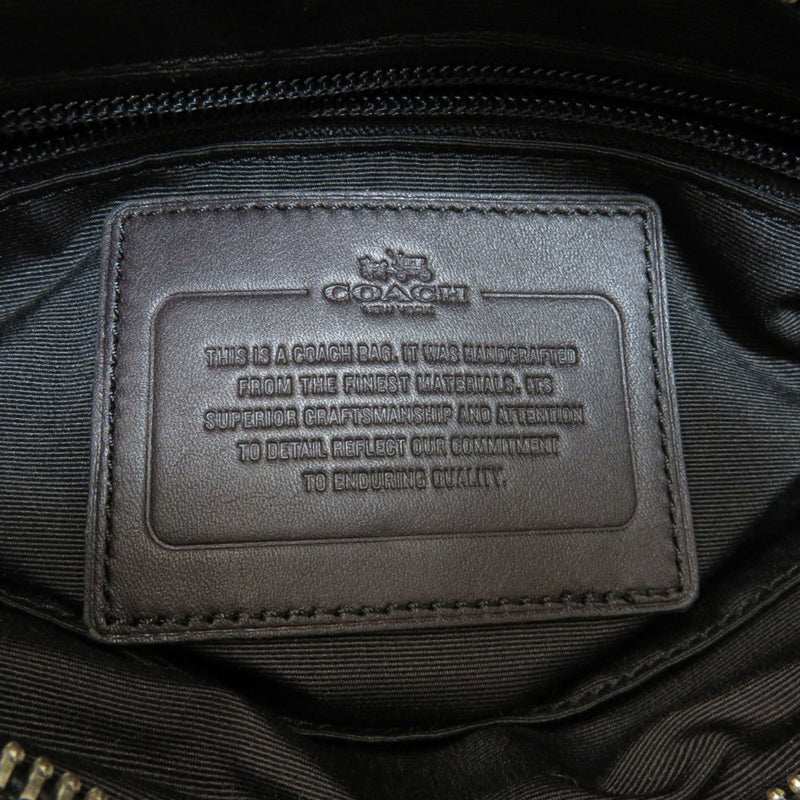 COACH
NEW YORK
THIS IS A COACH BAG. IT WAS HANDCRAFTED
FROM THE FINEST MATERIALS. ITS
SUPERIOR CRAFTSMANSHIP AND ATTENTION
TO DETAIL REFLECT OUR COMMITMENT
TO ENDURING QUALITY.